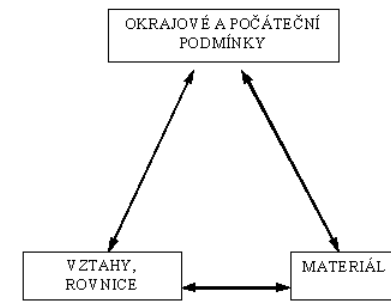 OKRAJOVÉ A POČÁTEČNÍ
PODMÍNKY
VZTAHY,
ROVNICE
MATERIÁL